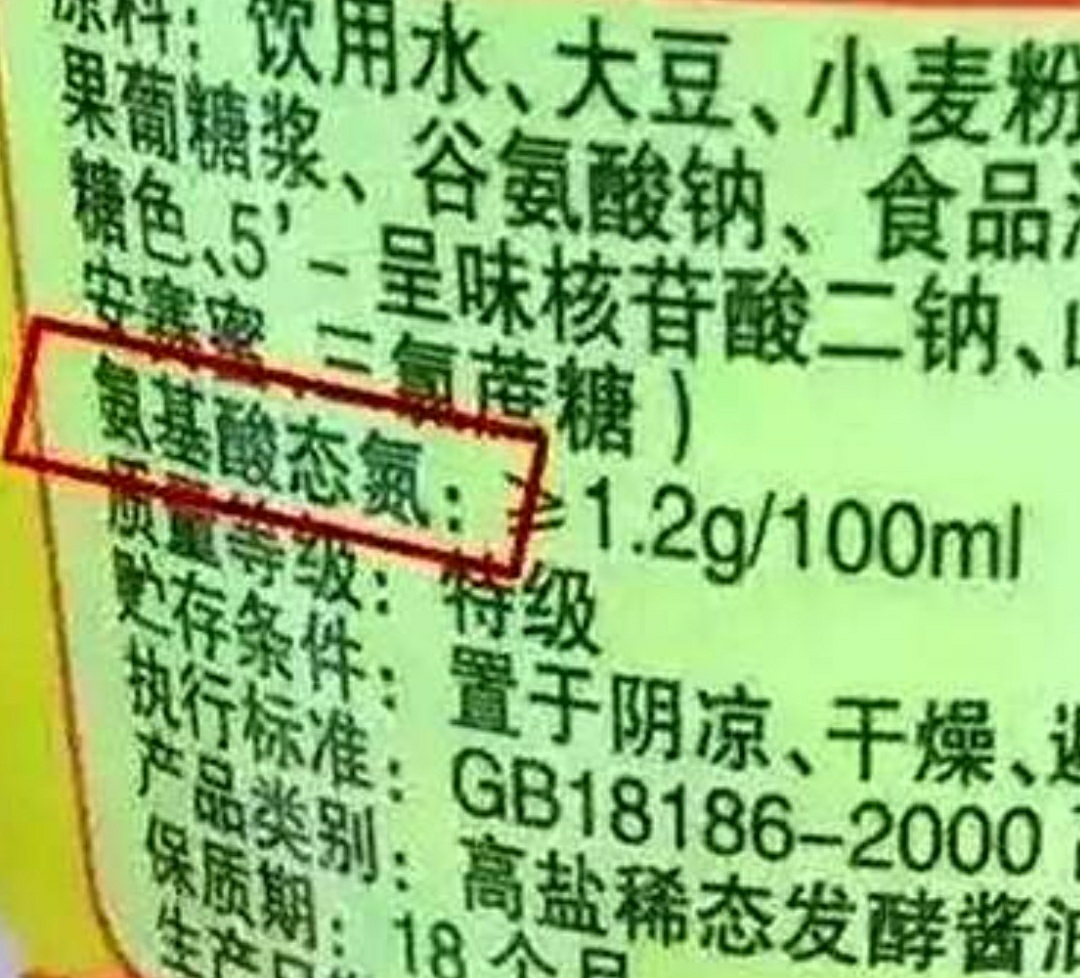 原料：饮用水、大豆、小麦粉
果葡糖浆、谷氨酸钠、食品
糖色、5’-呈味核苷酸二钠、
安赛蜜、三氯蔗糖）
氨基酸态氮：≥1.2g/100ml
质量等级：特级
贮存条件：置于阴凉、干燥、避
执行标准：GB18186-2000
产品类别：高盐稀态发酵酱油
保质期：18个月